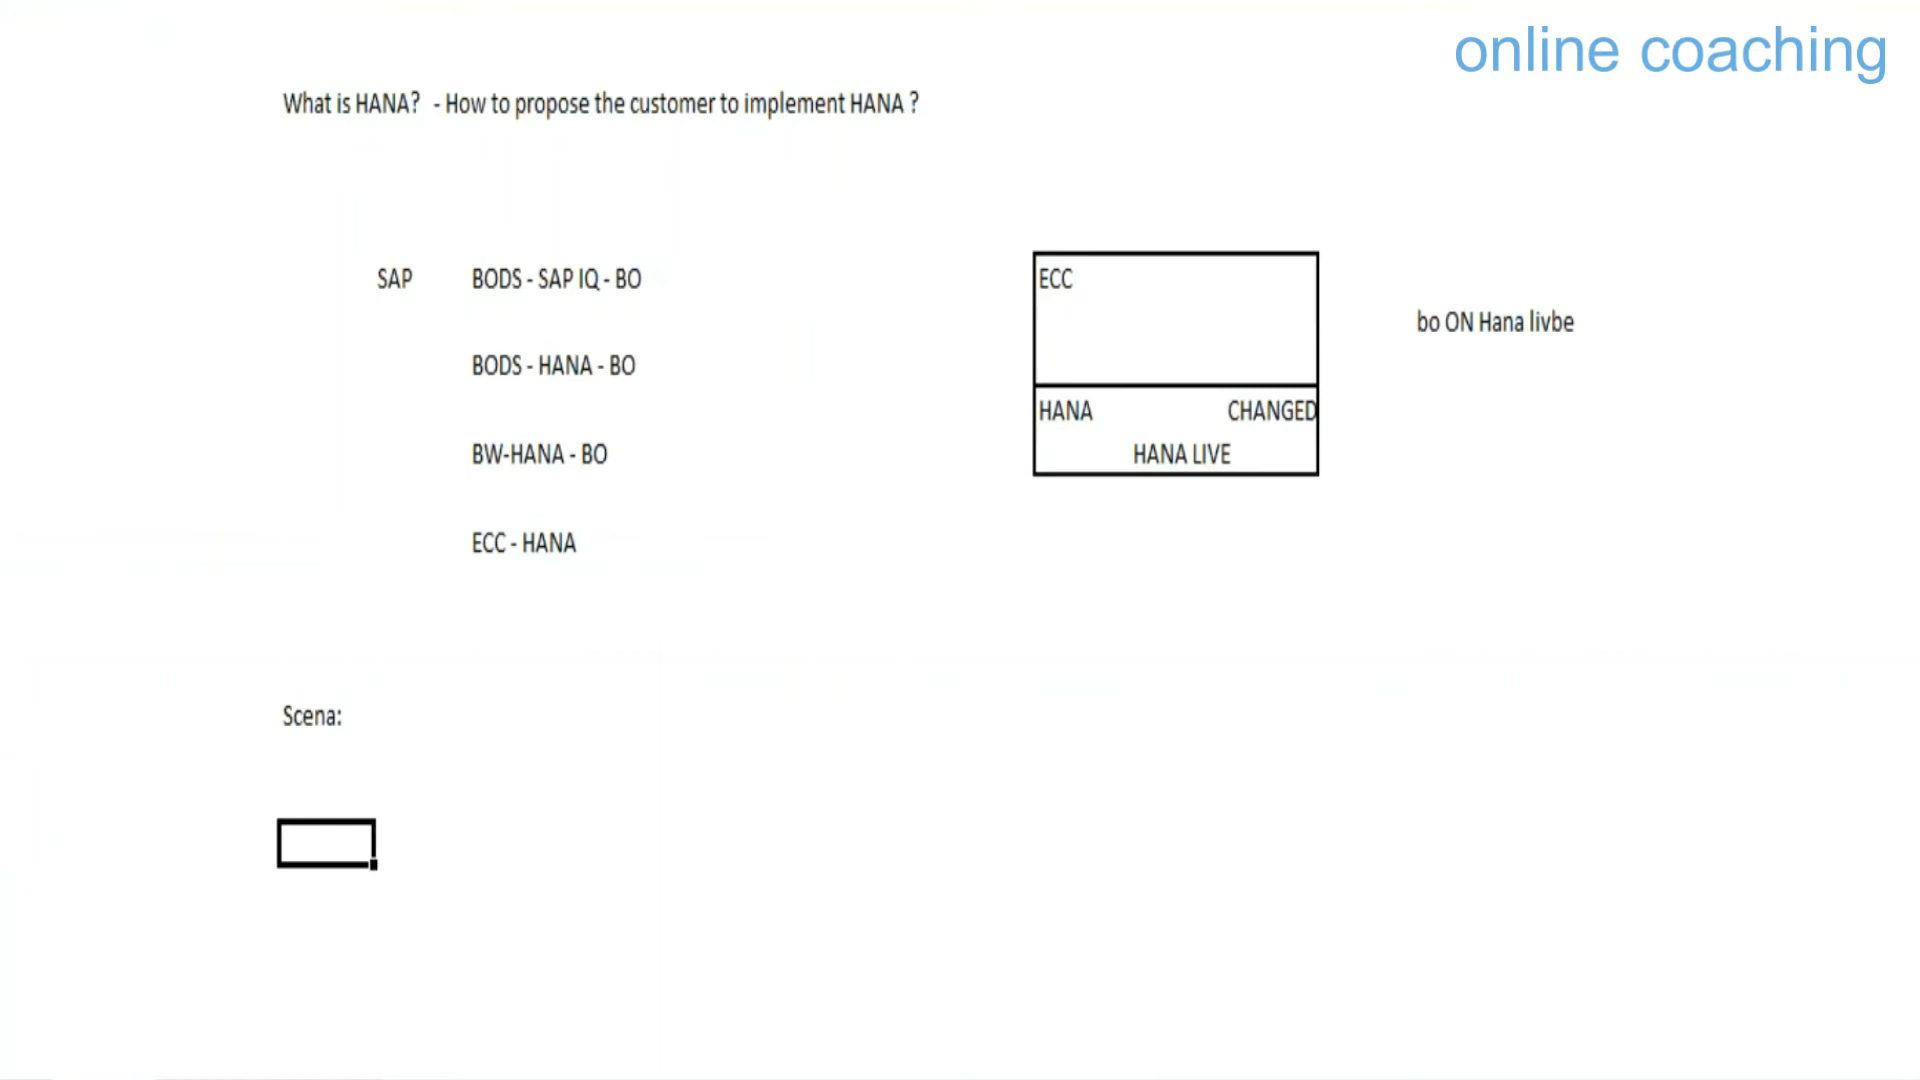 online coaching
What is HANA?  - How to propose the customer to implement HANA ?
SAP BODS - SAP IQ - BO
BODS - HANA - BO
BW-HANA - BO
ECC - HANA
ECC
HANA CHANGED
HANA LIVE
bo ON Hana livbe
Scena: